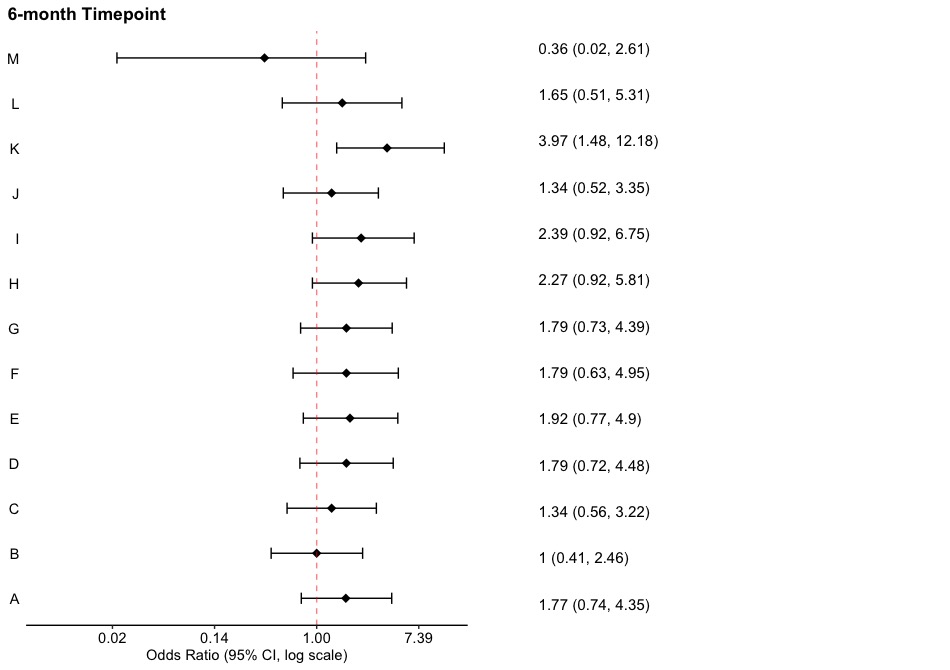 6-month Timepoint
M 0.36 (0.02, 2.61)
L 1.65 (0.51, 5.31)
K 3.97 (1.48, 12.18)
J 1.34 (0.52, 3.35)
I 2.39 (0.92, 6.75)
H 2.27 (0.92, 5.81)
G 1.79 (0.73, 4.39)
F 1.79 (0.63, 4.95)
E 1.92 (0.77, 4.9)
D 1.79 (0.72, 4.48)
C 1.34 (0.56, 3.22)
B 1 (0.41, 2.46)
A 1.77 (0.74, 4.35)
0.02 0.14 1.00 7.39
Odds Ratio (95% CI, log scale)